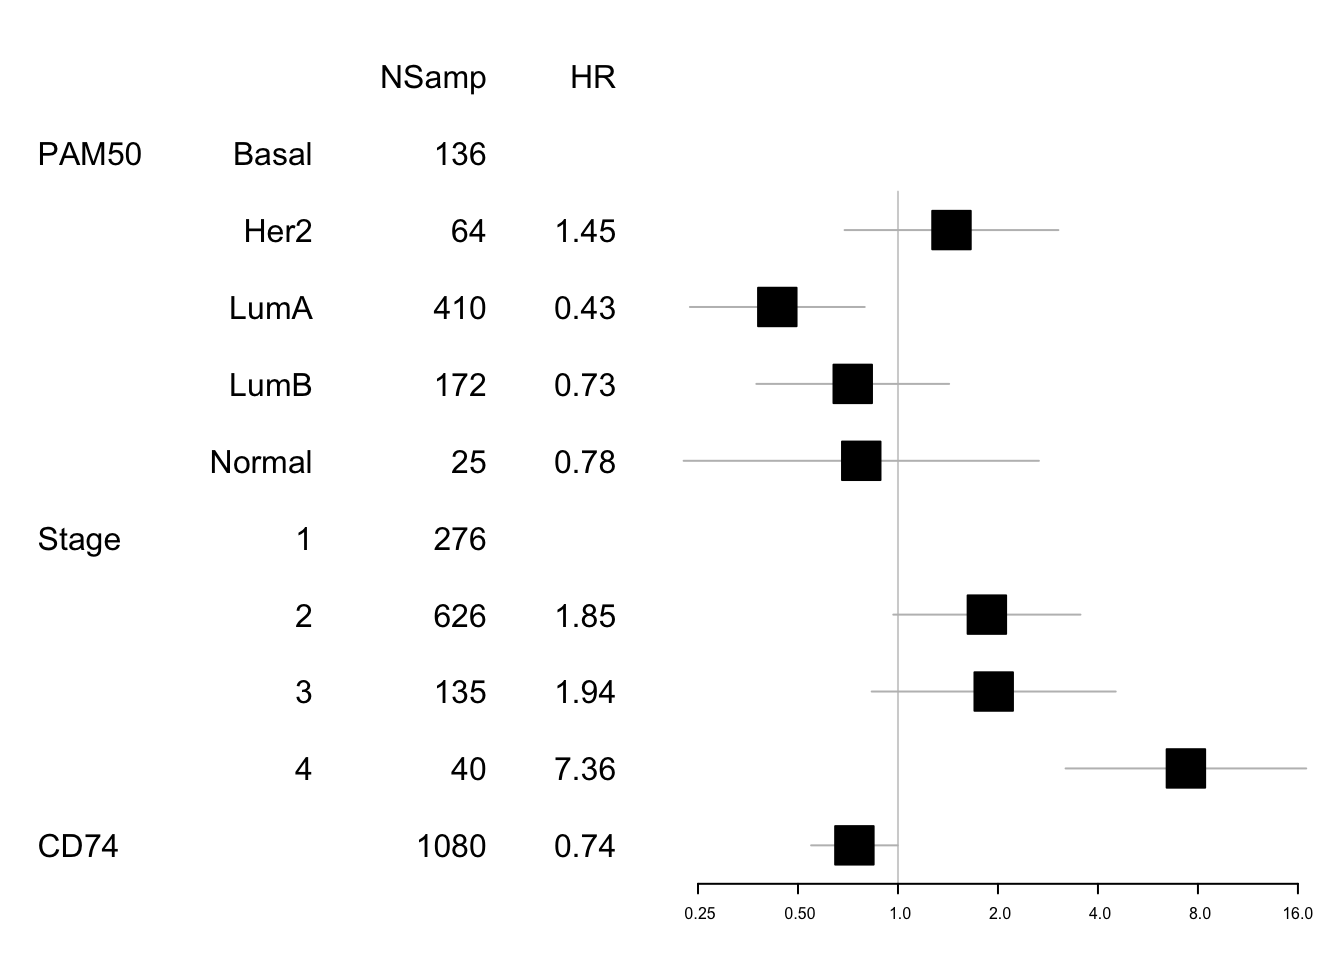 NSamp HR
PAM50 Basal 136
Her2 64 1.45
LumA 410 0.43
LumB 172 0.73
Normal 25 0.78
Stage 1 276
2 626 1.85
3 135 1.94
4 40 7.36
CD74 1080 0.74
0.25 0.50 1.0 2.0 4.0 8.0 16.0